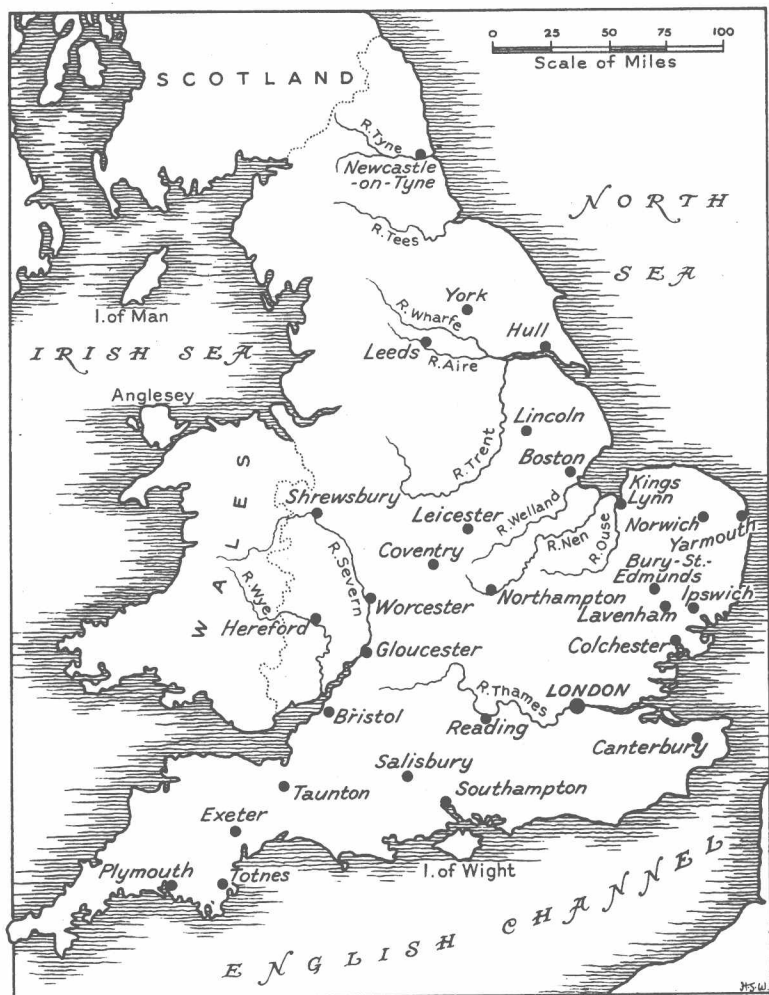 0 25 50 75 100
Scale of Miles
SCOTLAND
R. Tyne
Newcastle
-on-Tyne
NORTH
SEA
R. Tees
I. of Man
York
R. Wharfe
Hull
IRISH SEA
Leeds
R. Aire
Anglesey
Lincoln
R. Trent
Boston
WALES
Kings
Lynn
Shrewsbury
R. Welland
Leicester
Norwich
Yarmouth
R. Nen
R. Ouse
Coventry
R. Severn
Bury-St.-
Edmunds
R. Wye
Northampton
Ipswich
Worcester
Lavenham
Hereford
Colchester
Gloucester
R. Thames
LONDON
Bristol
Reading
Canterbury
Salisbury
Taunton
Southampton
Exeter
Plymouth
Totnes
I. of Wight
ENGLISH CHANNEL
H.S.W.